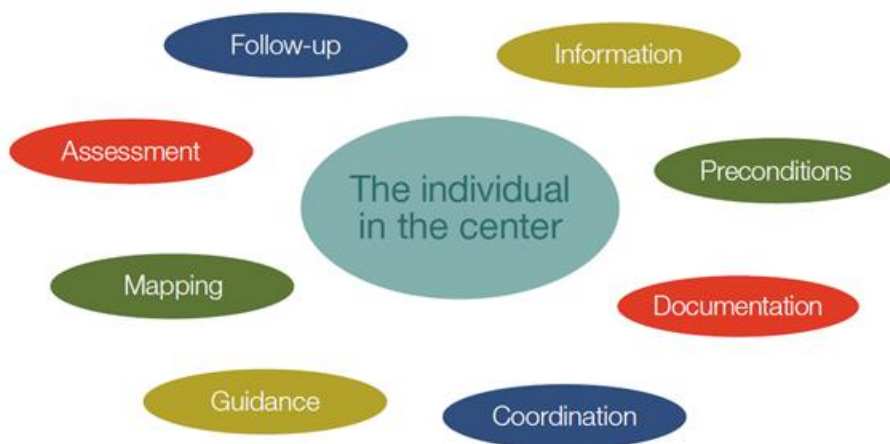 Follow-up
Information
Assessment
The individual
in the center
Preconditions
Mapping
Documentation
Guidance
Coordination